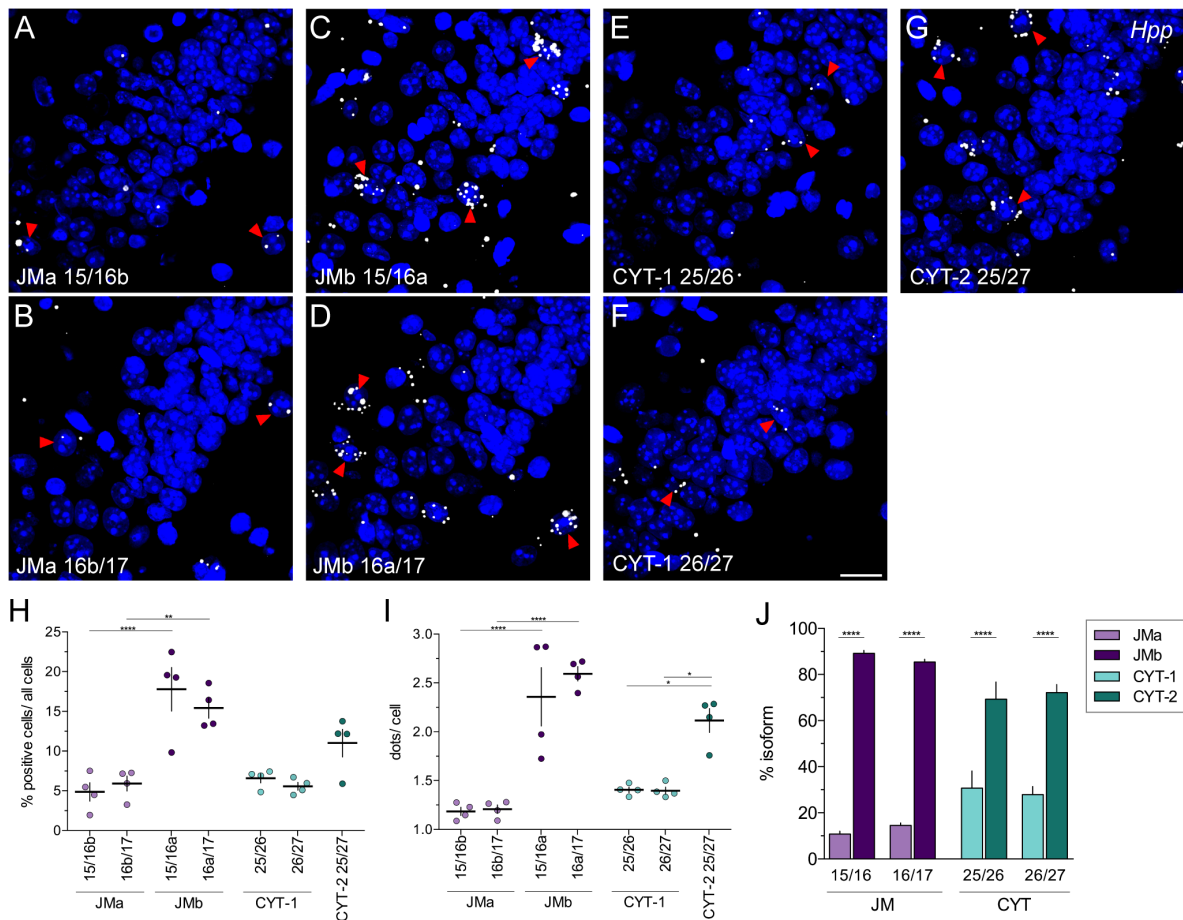 A
JMa 15/16b
C
JMb 15/16a
E
CYT-1 25/26
G
Hpp
CYT-2 25/27
B
JMa 16b/17
D
JMb 16a/17
F
CYT-1 26/27
H
% positive cells/ all cells
25
20
15
10
5
0
****
**
15/16b
16b/17
15/16a
16a/17
25/26
26/27
CYT-2 25/27
JMa
JMb
CYT-1
I
dots/ cell
3.0
2.5
2.0
1.5
1.0
****
****
*
*
15/16b
16b/17
15/16a
16a/17
25/26
26/27
CYT-2 25/27
JMa
JMb
CYT-1
J
% isoform
100
80
60
40
20
0
****
****
****
****
15/16
16/17
25/26
26/27
JM
CYT
JMa
JMb
CYT-1
CYT-2